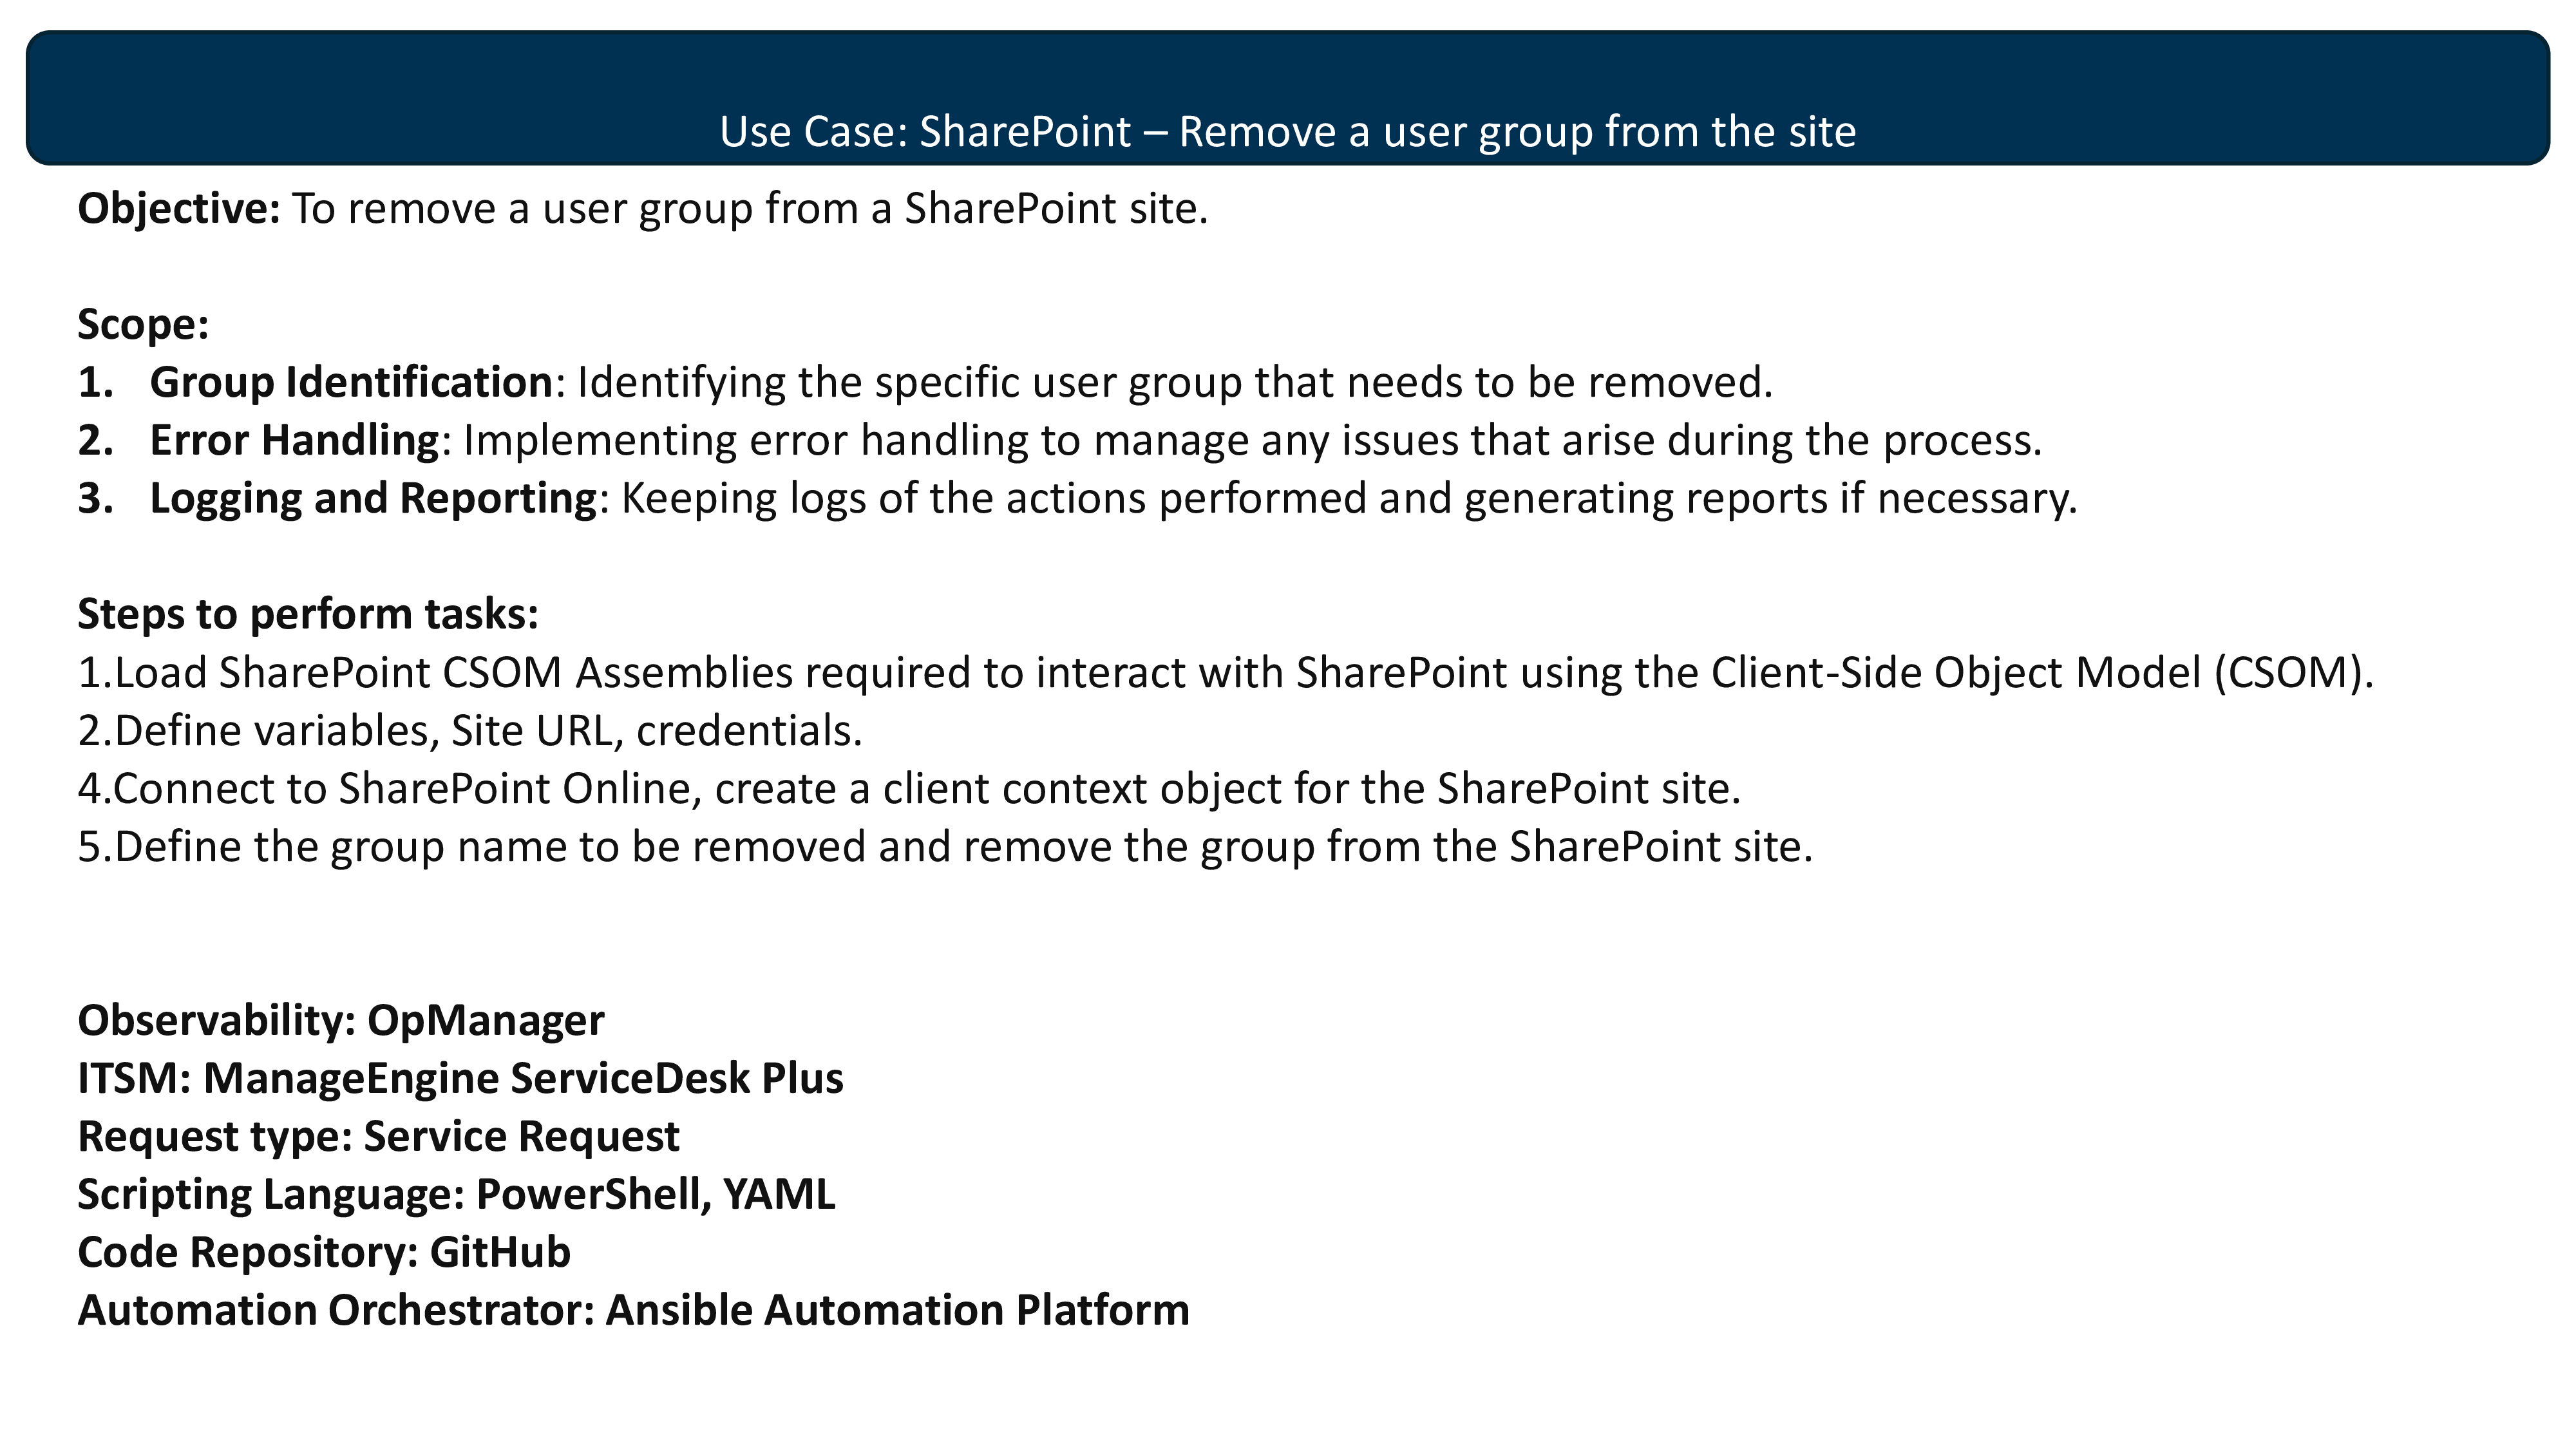 Use Case: SharePoint – Remove a user group from the site
Objective: To remove a user group from a SharePoint site.
Scope:
1. Group Identification: Identifying the specific user group that needs to be removed.
2. Error Handling: Implementing error handling to manage any issues that arise during the process.
3. Logging and Reporting: Keeping logs of the actions performed and generating reports if necessary.
Steps to perform tasks:
1.Load SharePoint CSOM Assemblies required to interact with SharePoint using the Client-Side Object Model (CSOM).
2.Define variables, Site URL, credentials.
4.Connect to SharePoint Online, create a client context object for the SharePoint site.
5.Define the group name to be removed and remove the group from the SharePoint site.
Observability: OpManager
ITSM: ManageEngine ServiceDesk Plus
Request type: Service Request
Scripting Language: PowerShell, YAML
Code Repository: GitHub
Automation Orchestrator: Ansible Automation Platform